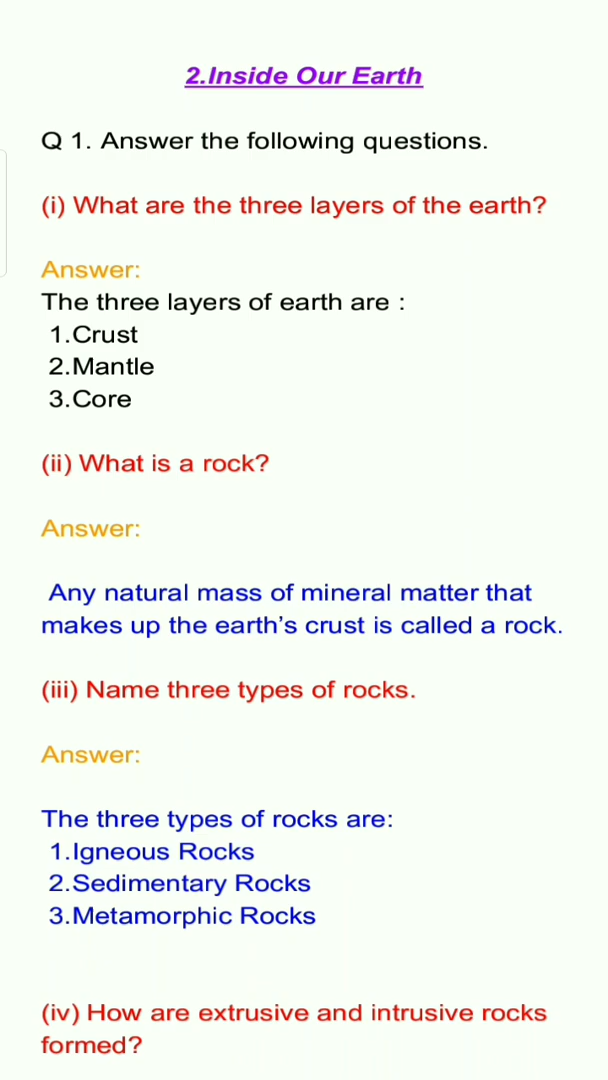 2.Inside Our Earth
Q 1. Answer the following questions.
(i) What are the three layers of the earth?
Answer:
The three layers of earth are :
1.Crust
2.Mantle
3.Core
(ii) What is a rock?
Answer:
Any natural mass of mineral matter that
makes up the earth’s crust is called a rock.
(iii) Name three types of rocks.
Answer:
The three types of rocks are:
1.Igneous Rocks
2.Sedimentary Rocks
3.Metamorphic Rocks
(iv) How are extrusive and intrusive rocks
formed?